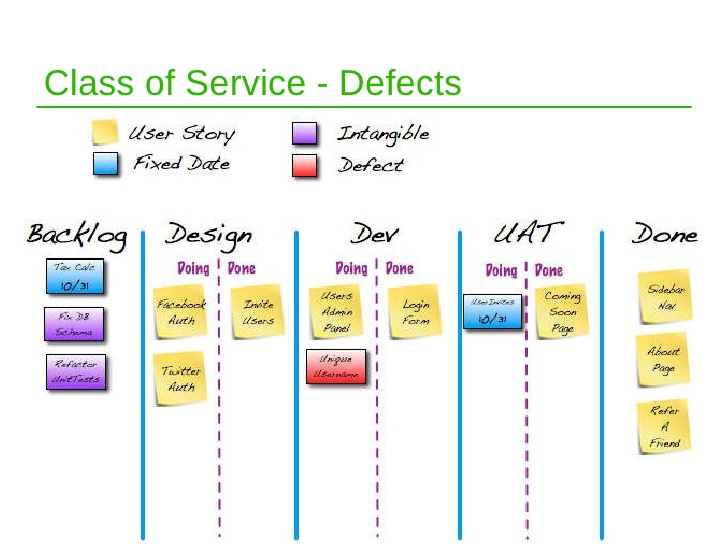 Class of Service - Defects
User Story
Intangible
Fixed Date
Defect
Backlog
Design
Dev
UAT
Done
Doing Done
Doing Done
Doing Done
Tax Calc
10/31
Fix DB
Schema
Refactor
UnitTests
Facebook
Auth
Twitter
Auth
Invite
Users
Users
Admin
Panel
Unique
Username
Login
Form
UserInvites
10/31
Coming
Soon
Page
Sidebar
Nav
About
Page
Refer
A
Friend